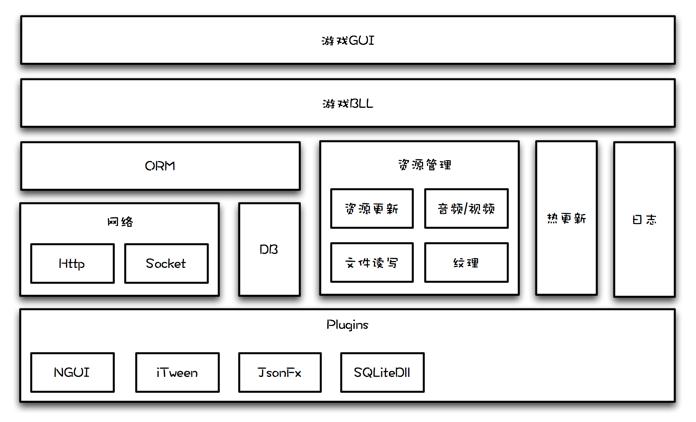 游戏GUI
游戏BLL
ORM
资源管理
资源更新
音频/视频
文件读写
纹理
热更新
日志
网络
Http
Socket
DB
Plugins
NGUI
iTween
JsonFx
SQLiteDll